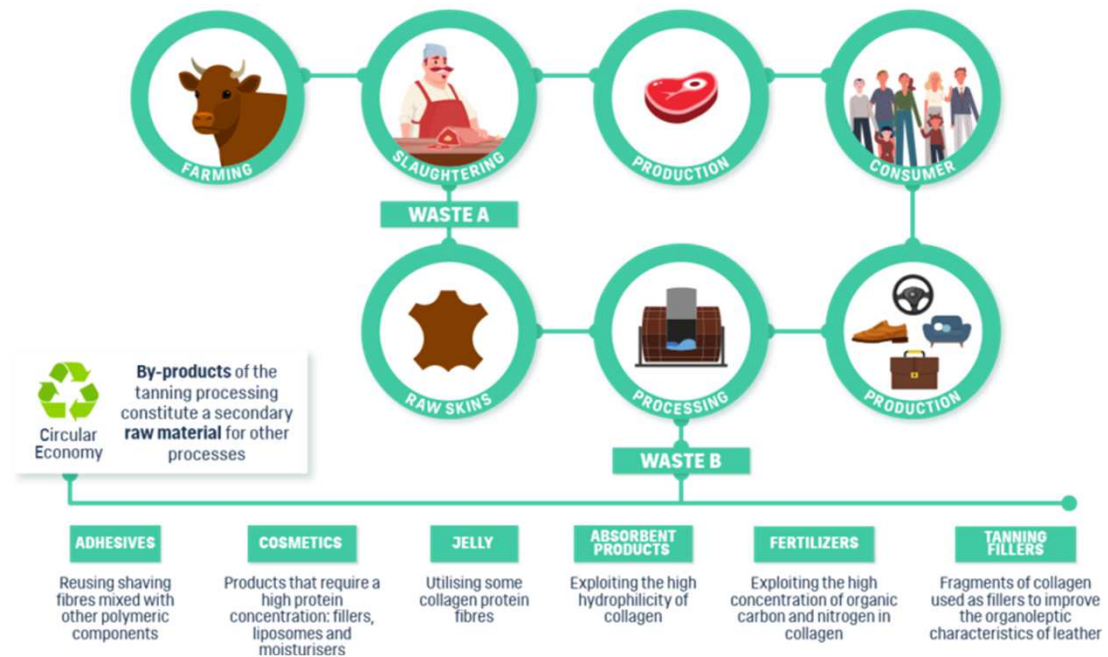 FARMING
SLAUGHTERING
PRODUCTION
CONSUMER
WASTE A
RAW SKINS
PROCESSING
PRODUCTION
Circular
Economy
By-products of the
tanning processing
constitute a secondary
raw material for other
processes
WASTE B
ADHESIVES
Reusing shaving
fibres mixed with
other polymeric
components
COSMETICS
Products that require a
high protein
concentration: fillers,
liposomes and
moisturisers
JELLY
Utilising some
collagen protein
fibres
ABSORBENT
PRODUCTS
Exploiting the high
hydrophilicity of
collagen
FERTILIZERS
Exploiting the high
concentration of organic
carbon and nitrogen in
collagen
TANNING
FILLERS
Fragments of collagen
used as fillers to improve
the organoleptic
characteristics of leather